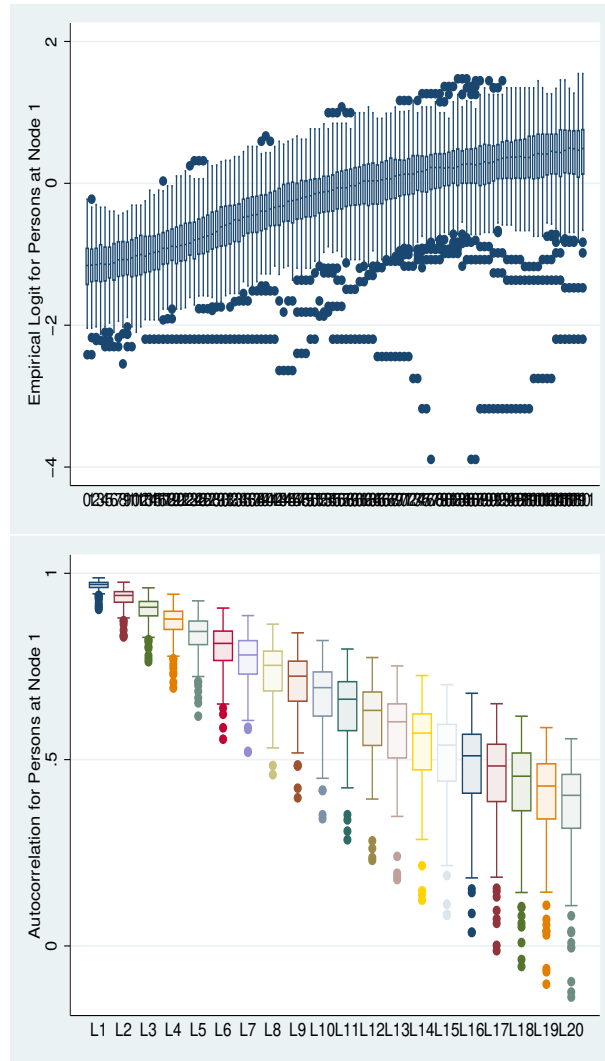 Empirical Logit for Persons at Node 1
2
0
−2
−4
Autocorrelation for Persons at Node 1
1
.5
0
L1 L2 L3 L4 L5 L6 L7 L8 L9 L10 L11 L12 L13 L14 L15 L16 L17 L18 L19 L20